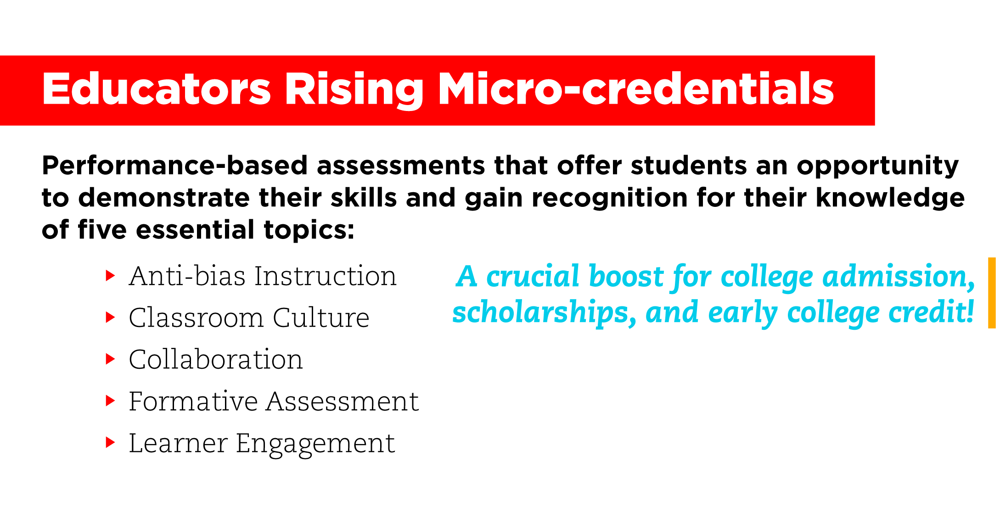 Educators Rising Micro-credentials
Performance-based assessments that offer students an opportunity
to demonstrate their skills and gain recognition for their knowledge
of five essential topics:
Anti-bias Instruction
Classroom Culture
Collaboration
Formative Assessment
Learner Engagement
A crucial boost for college admission,
scholarships, and early college credit!